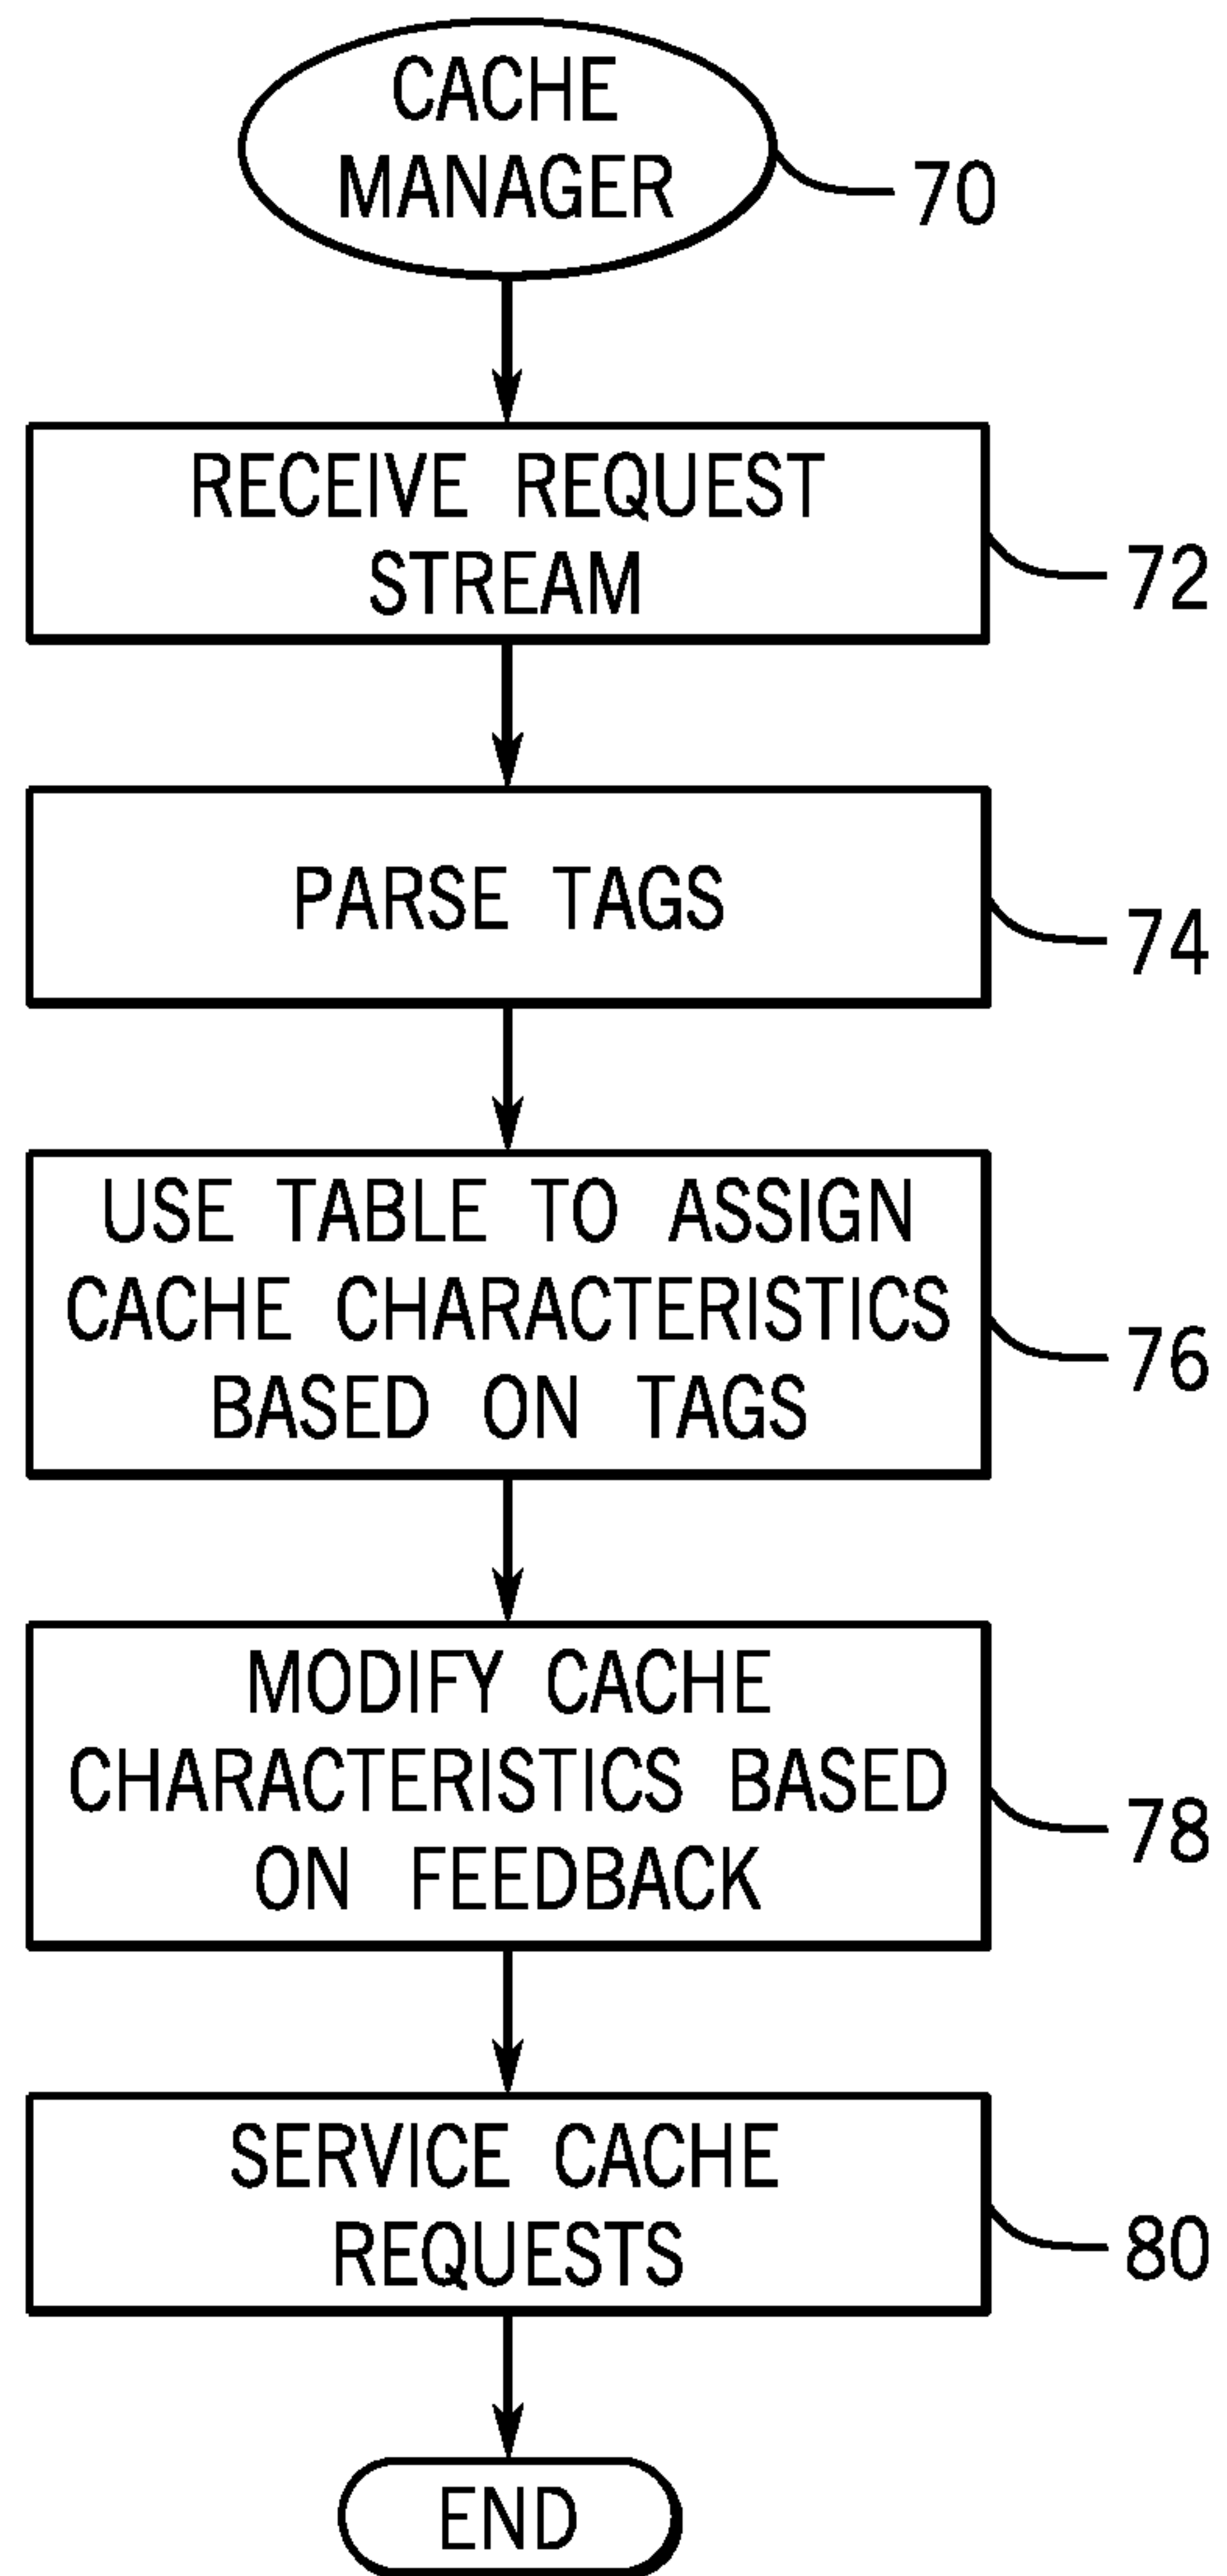 CACHE
MANAGER
70
RECEIVE REQUEST
STREAM
72
PARSE TAGS
74
USE TABLE TO ASSIGN
CACHE CHARACTERISTICS
BASED ON TAGS
76
MODIFY CACHE
CHARACTERISTICS BASED
ON FEEDBACK
78
SERVICE CACHE
REQUESTS
80
END